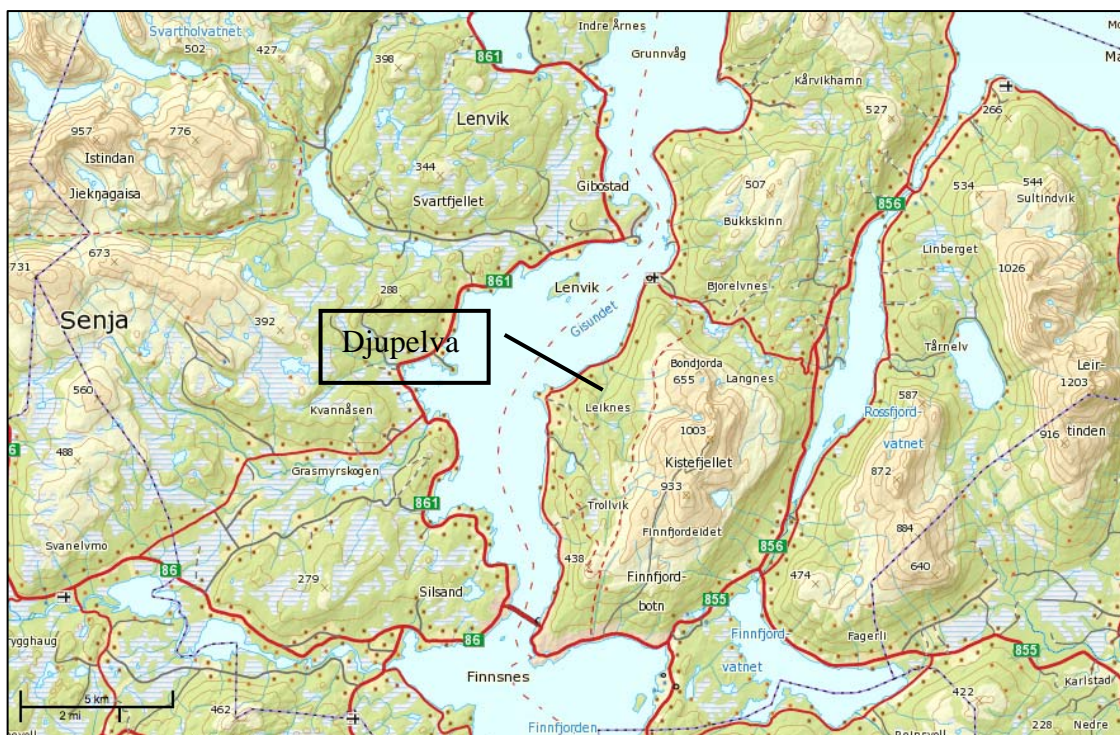 Indre Årnes
Svartholvatnet
427
502
398
861
Grunnvåg
Kårvikhamn
527
266
Lenvik
957
776
Istindan
Jiekŋagaisa
344
Svartfjellet
Gibostad
507
Bukkskinn
856
534
544
Sultindvik
Linberget
673
731
1026
861
Lenvik
Bjorelvnes
288
Gisundet
Senja
392
Djupelva
Tårnelv
Leir-
1203
tinden
Bondjorda
655
Langnes
560
Kvannåsen
Leiknes
587
Rossfjord-
vatnet
916
6
488
1003
Kistefjellet
Grasmyrskogen
872
933
861
Trollvik
Finnfjordeidet
884
Svanelvmo
856
438
86
279
474
640
Silsand
Finnfjord-
botn
855
86
Finnfjord-
vatnet
Fagerli
855
Finnsnes
Karlstad
5 km
2 mi
462
422
Finnfjorden
228
Nedre